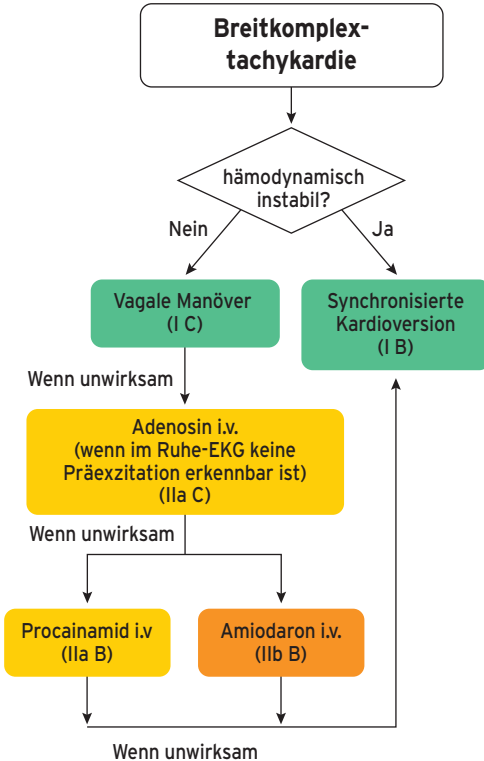 Breitkomplex-
tachykardie
hämodynamisch
instabil?
Nein
Ja
Vagale Manöver
(I C)
Synchronisierte
Kardioversion
(I B)
Wenn unwirksam
Adenosin i.v.
(wenn im Ruhe-EKG keine
Präexzitation erkennbar ist)
(IIa C)
Wenn unwirksam
Procainamid i.v
(IIa B)
Amiodaron i.v.
(IIb B)
Wenn unwirksam